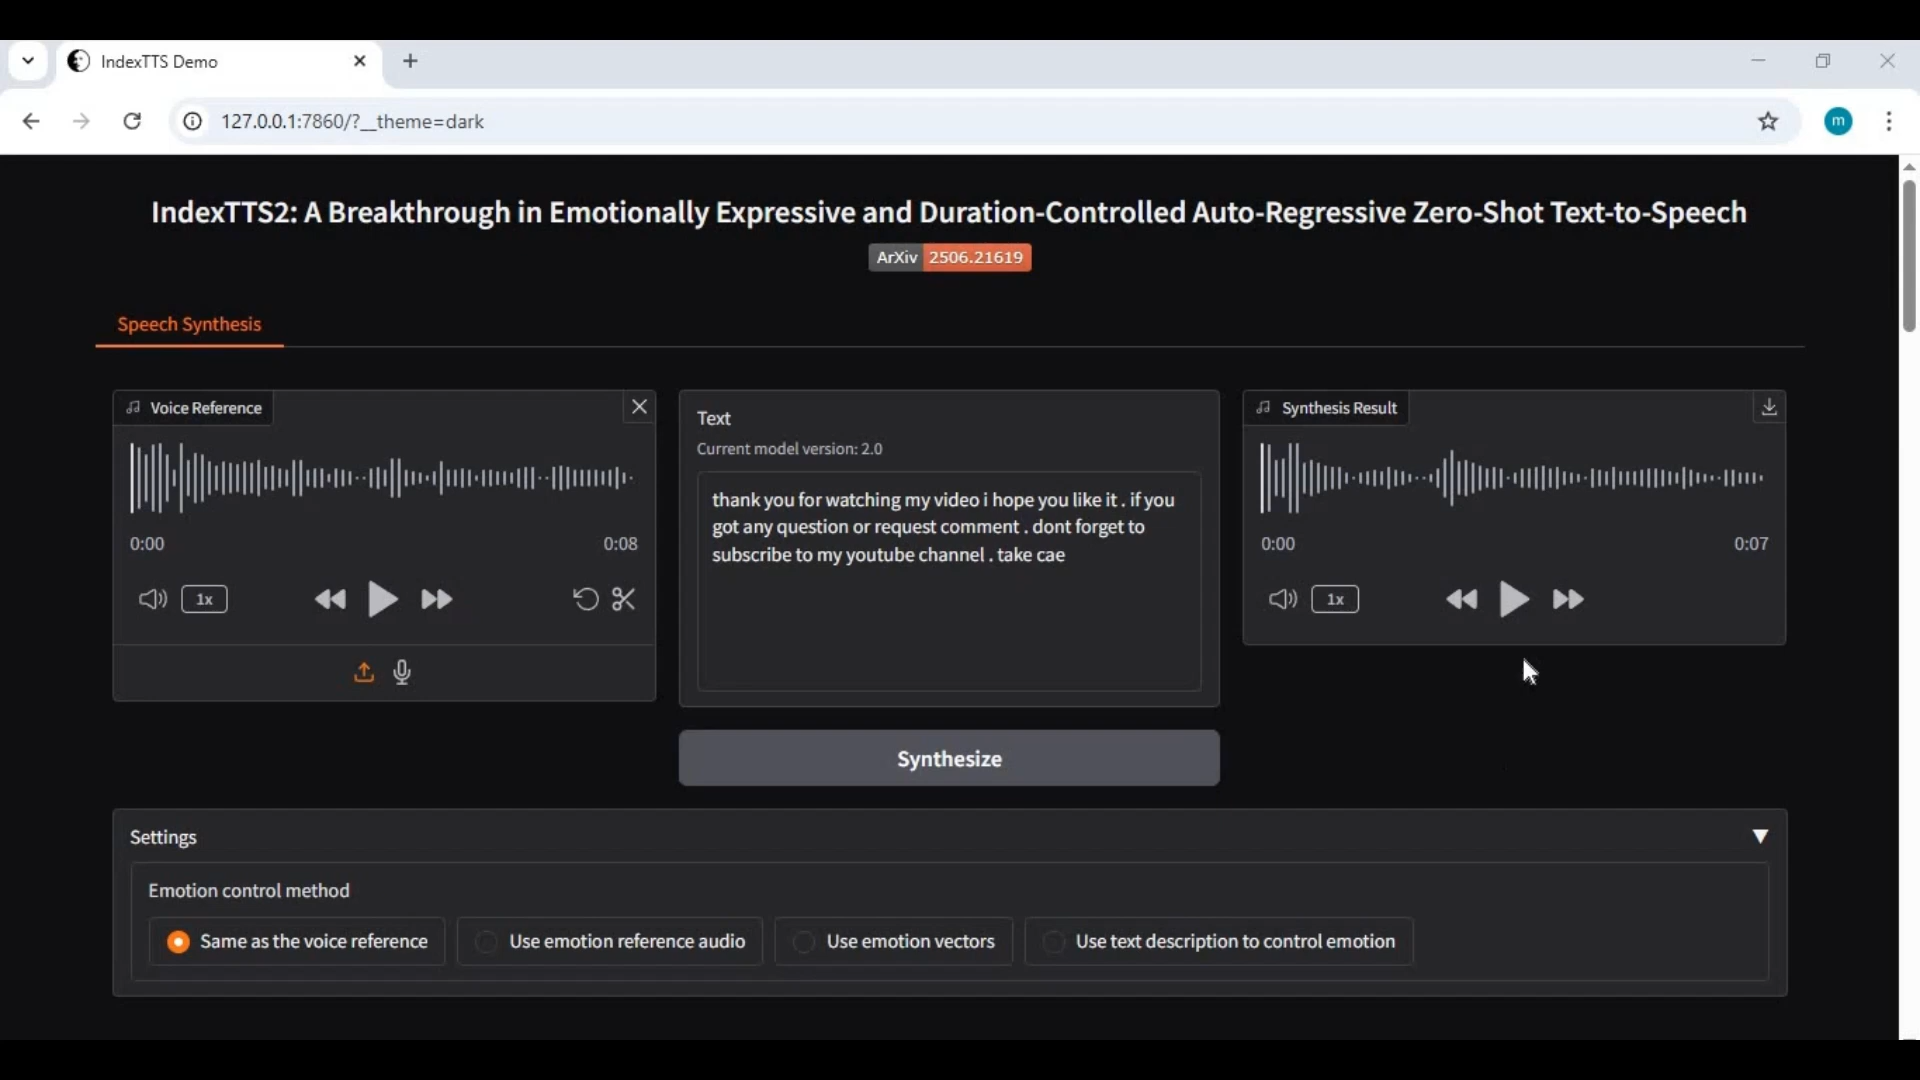 IndexTTS Demo
127.0.0.1:7860/?__theme=dark
m
IndexTTS2: A Breakthrough in Emotionally Expressive and Duration-Controlled Auto-Regressive Zero-Shot Text-to-Speech
ArXiv 2506.21619
Speech Synthesis
Voice Reference
0:00 0:08
1x
Text
Current model version: 2.0
thank you for watching my video i hope you like it . if you
got any question or request comment . dont forget to
subscribe to my youtube channel . take cae
Synthesis Result
0:00 0:07
1x
Synthesize
Settings
Emotion control method
Same as the voice reference
Use emotion reference audio
Use emotion vectors
Use text description to control emotion